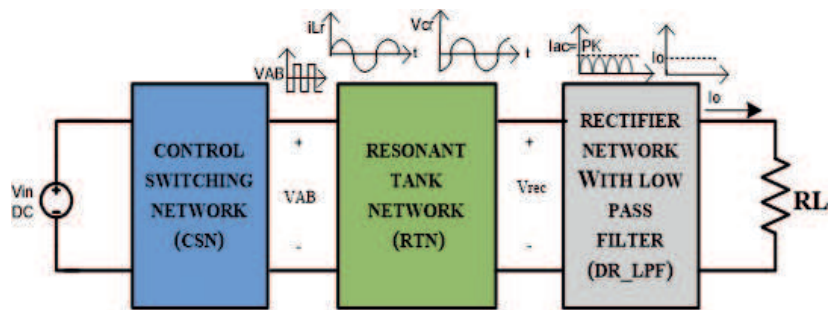 iLr
t
Vcr
t
VAB
Iac=PK
Io
Io
Vin
DC
CONTROL
SWITCHING
NETWORK
(CSN)
+
VAB
-
RESONANT
TANK
NETWORK
(RTN)
+
Vrec
-
RECTIFIER
NETWORK
WITH LOW
PASS
FILTER
(DR_LPF)
RL